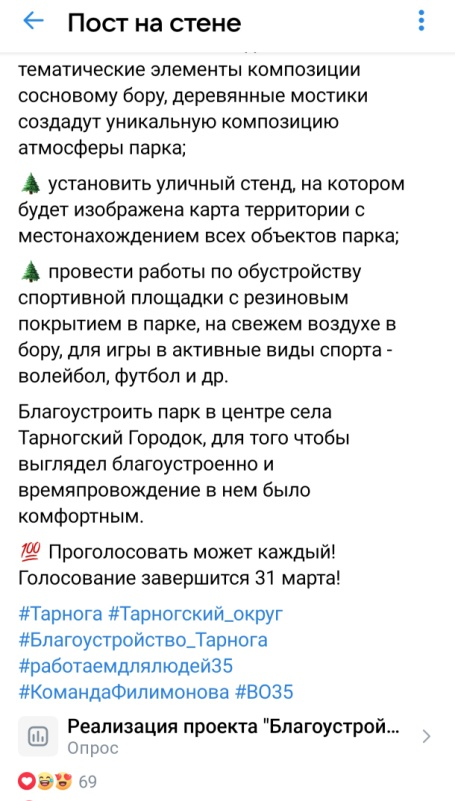 Пост на стене
тематические элементы композиции
сосновому бору, деревянные мостики
создадут уникальную композицию
атмосферы парка;
🌲 установить уличный стенд, на котором
будет изображена карта территории с
местонахождением всех объектов парка;
🌲 провести работы по обустройству
спортивной площадки с резиновым
покрытием в парке, на свежем воздухе в
бору, для игры в активные виды спорта -
волейбол, футбол и др.
Благоустроить парк в центре села
Тарногский Городок, для того чтобы
выглядел благоустроенно и
времяпровождение в нем было
комфортным.
💯 Проголосовать может каждый!
Голосование завершится 31 марта!
#Тарнога #Тарногский_округ
#Благоустройство_Тарнога
#работаемдлялюдей35
#КомандаФилимонова #ВО35
Реализация проекта "Благоустрой...
Опрос
69